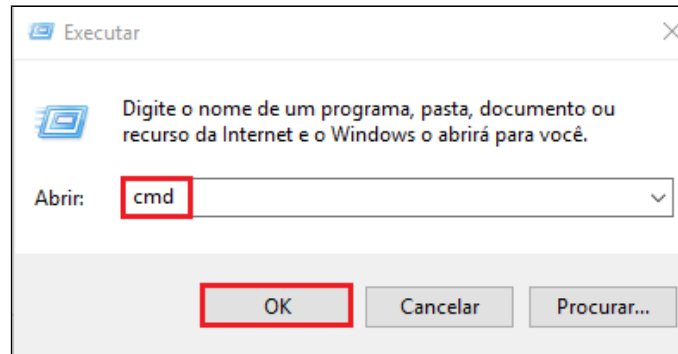 Executar
Digite o nome de um programa, pasta, documento ou
recurso da Internet e o Windows o abrirá para você.
Abrir: cmd
OK Cancelar Procurar...